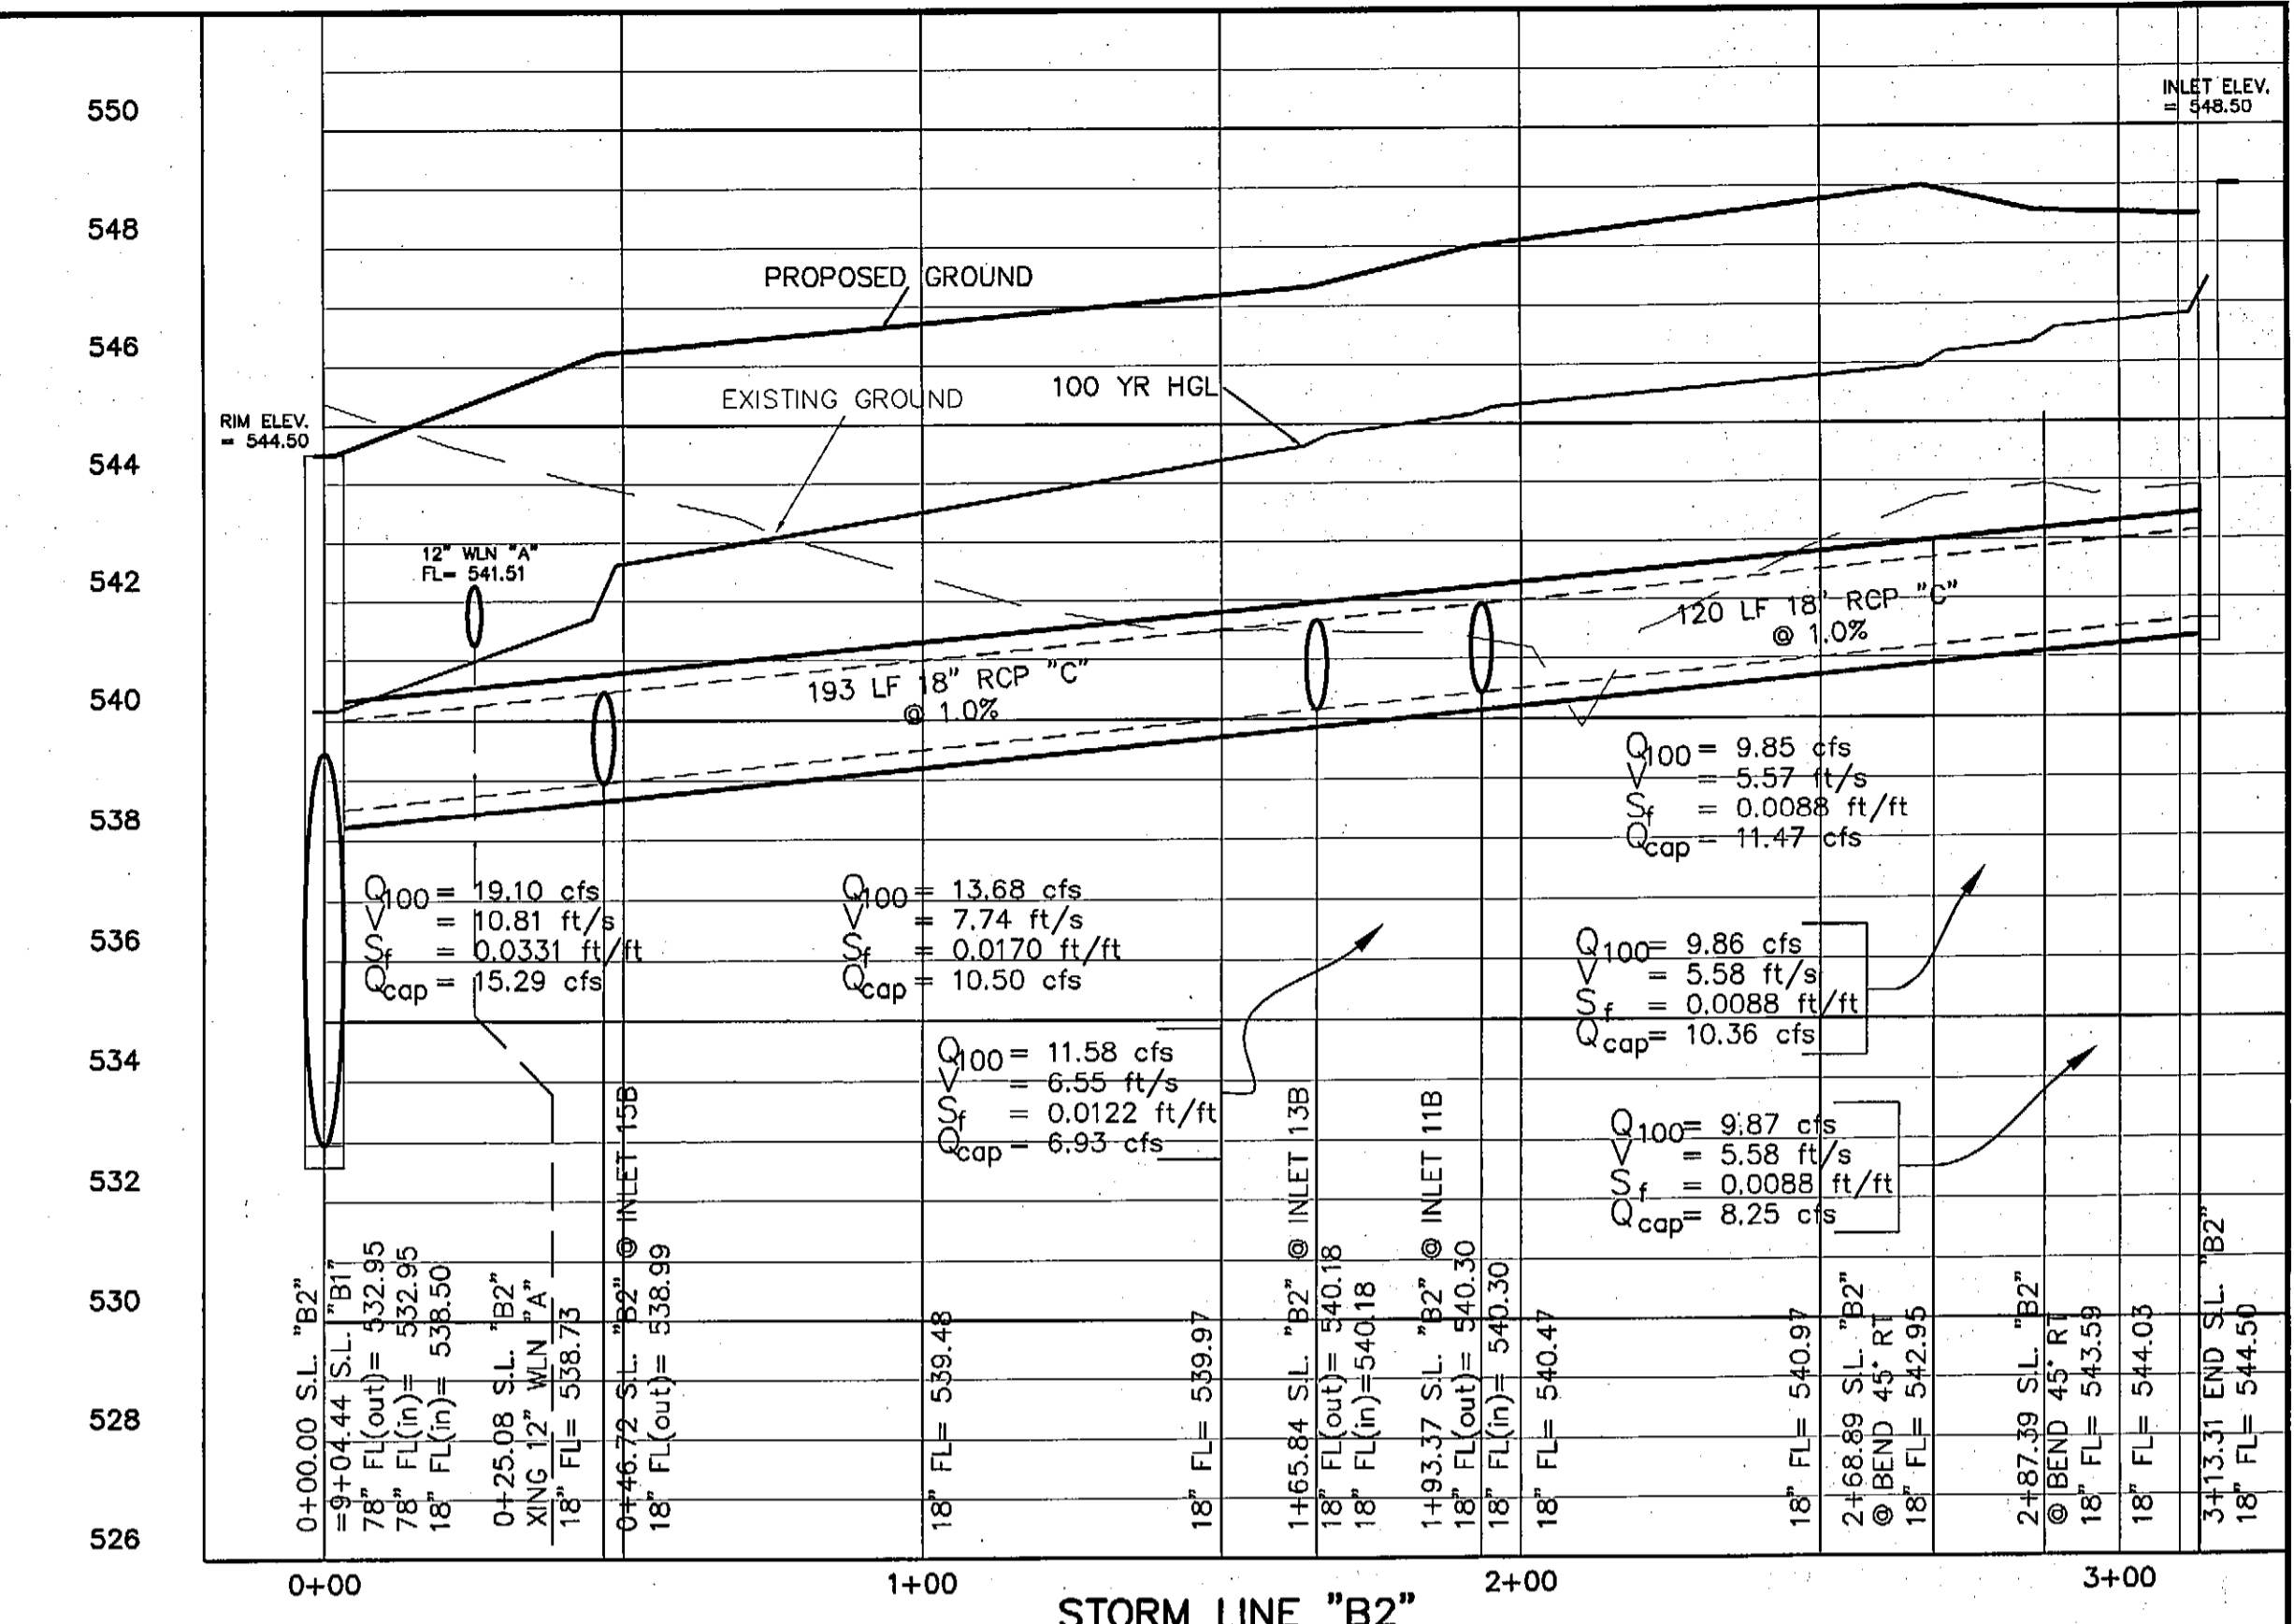 550
548
546
544
542
540
538
536
534
532
530
528
526
INLET ELEV.
= 548.50
PROPOSED GROUND
EXISTING GROUND
100 YR HGL
RIM ELEV.
= 544.50
12" WLN "A"
FL= 541.51
193 LF 18" RCP "C"
@ 1.0%
120 LF 18" RCP "C"
@ 1.0%
Q100 = 9.85 cfs
V = 5.57 ft/s
Sf = 0.0088 ft/ft
Qcap = 11.47 cfs
Q100 = 19.10 cfs
V = 10.81 ft/s
Sf = 0.0331 ft/ft
Qcap = 15.29 cfs
Q100 = 13.68 cfs
V = 7.74 ft/s
Sf = 0.0170 ft/ft
Qcap = 10.50 cfs
Q100 = 9.86 cfs
V = 5.58 ft/s
Sf = 0.0088 ft/ft
Qcap = 10.36 cfs
Q100 = 11.58 cfs
V = 6.55 ft/s
Sf = 0.0122 ft/ft
Qcap = 6.93 cfs
Q100 = 9.87 cfs
V = 5.58 ft/s
Sf = 0.0088 ft/ft
Qcap = 8.25 cfs
0+00.00 S.L. "B2"
=9+04.44 S.L. "B1"
78" FL(out)= 532.95
78" FL(in)= 532.95
18" FL(in)= 538.50
0+25.08 S.L. "B2"
XING 12" WLN "A"
18" FL= 538.73
0+46.72 S.L. "B2" @ INLET 15B
18" FL(out)= 538.99
18" FL= 539.48
18" FL= 539.97
1+65.84 S.L. "B2" @ INLET 13B
18" FL(out)= 540.18
18" FL(in)=540.18
1+93.37 S.L. "B2" @ INLET 11B
18" FL(out)= 540.30
18" FL(in)= 540.30
18" FL= 540.47
18" FL= 540.97
2+68.89 S.L. "B2"
@ BEND 45° RT
18" FL= 542.95
2+87.39 S.L. "B2"
@ BEND 45° RT
18" FL= 543.59
18" FL= 544.03
3+13.31 END S.L. "B2"
18" FL= 544.50
0+00
1+00
2+00
3+00
STORM LINE "B2"